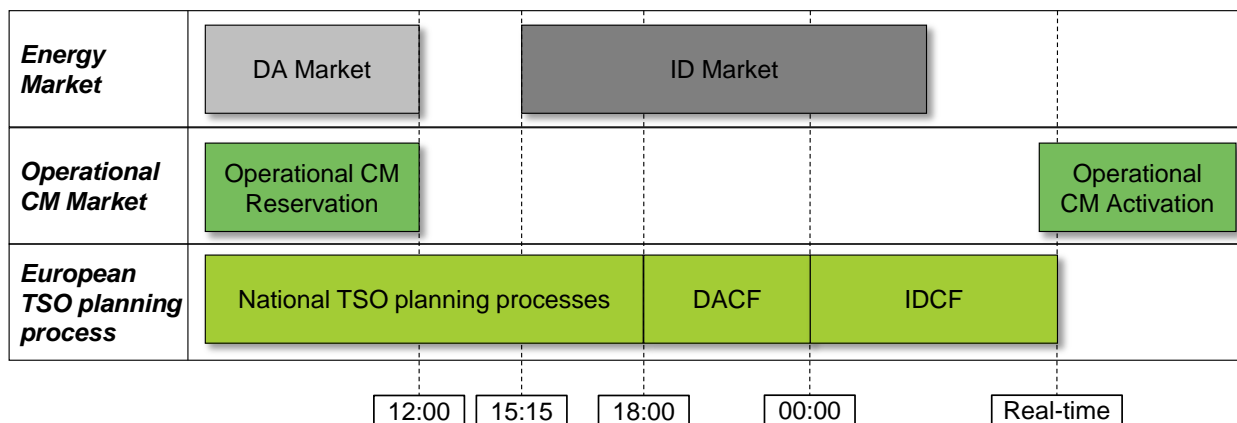 Energy
Market
DA Market
ID Market
Operational
CM Market
Operational CM
Reservation
Operational
CM Activation
European
TSO planning
process
National TSO planning processes
DACF
IDCF
12:00
15:15
18:00
00:00
Real-time